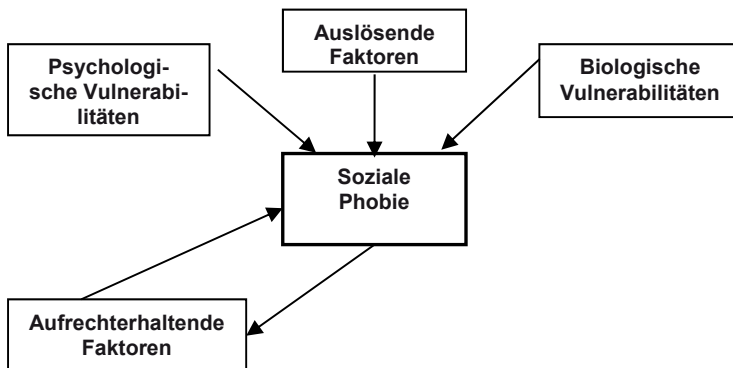 Auslösende
Faktoren
Psychologi-
sche Vulnerabi-
litäten
Biologische
Vulnerabilitäten
Soziale
Phobie
Aufrechterhaltende
Faktoren